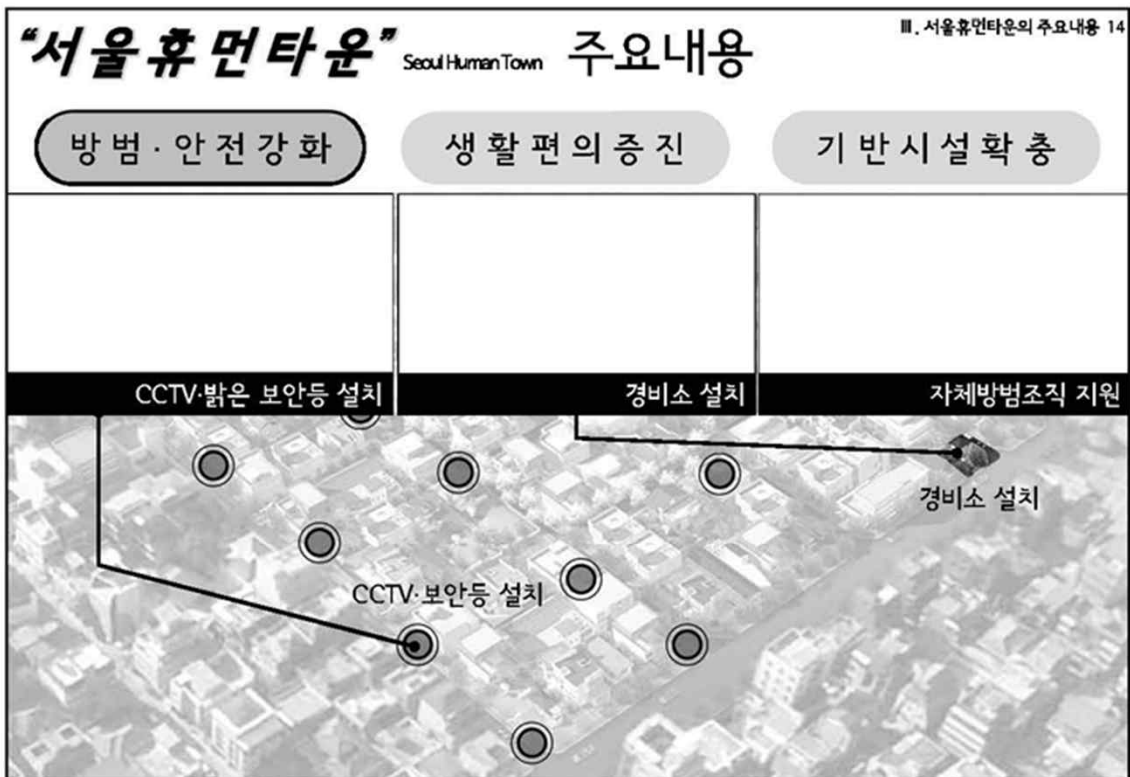 Ⅲ. 서울휴먼타운의 주요내용 14
“서울휴먼타운” Seoul Human Town 주요내용
방범·안전강화
생활편의증진
기반시설확충
CCTV·밝은 보안등 설치
경비소 설치
자체방범조직 지원
경비소 설치
CCTV·보안등 설치